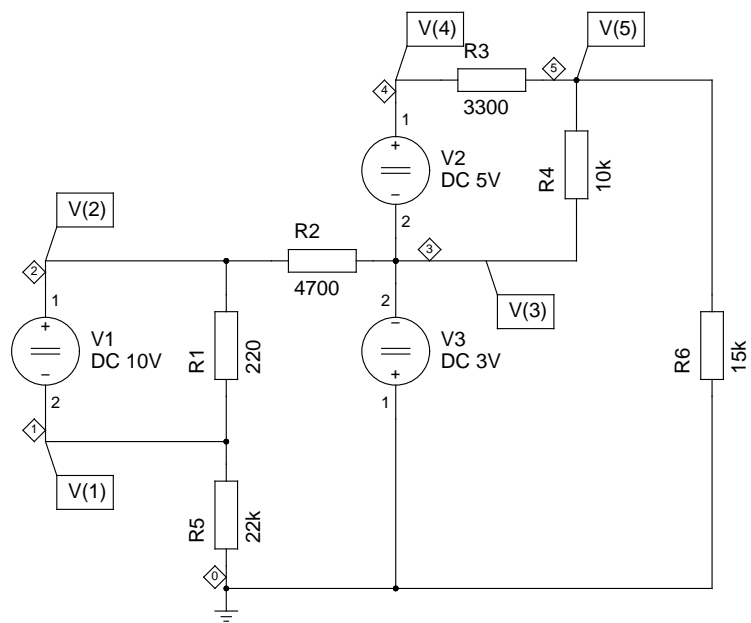 V(4)
V(5)
R3
5
4
3300
1
+
V2
DC 5V
−
2
R4
10k
V(2)
R2
3
2
4700
V(3)
1
+
V1
DC 10V
−
2
R1
220
2
−
V3
DC 3V
+
1
R6
15k
1
V(1)
R5
22k
0